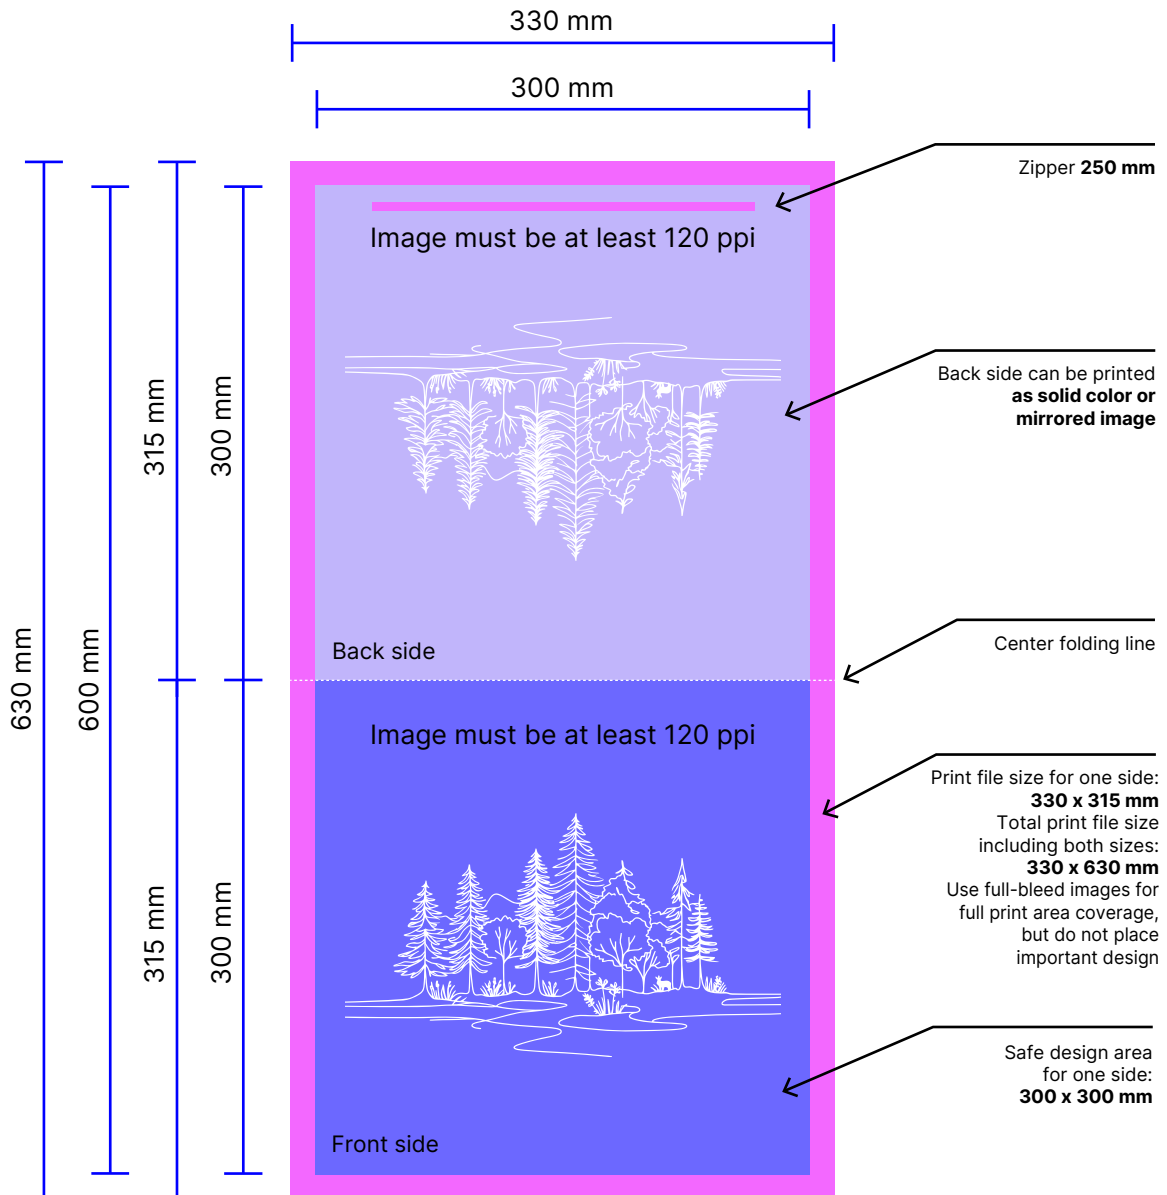 330 mm
300 mm
Zipper 250 mm
Image must be at least 120 ppi
Back side can be printed
as solid color or
mirrored image
315 mm
300 mm
630 mm
600 mm
Back side
Center folding line
Image must be at least 120 ppi
Print file size for one side:
330 x 315 mm
Total print file size
including both sizes:
330 x 630 mm
Use full-bleed images for
full print area coverage,
but do not place
important design
315 mm
300 mm
Safe design area
for one side:
300 x 300 mm
Front side